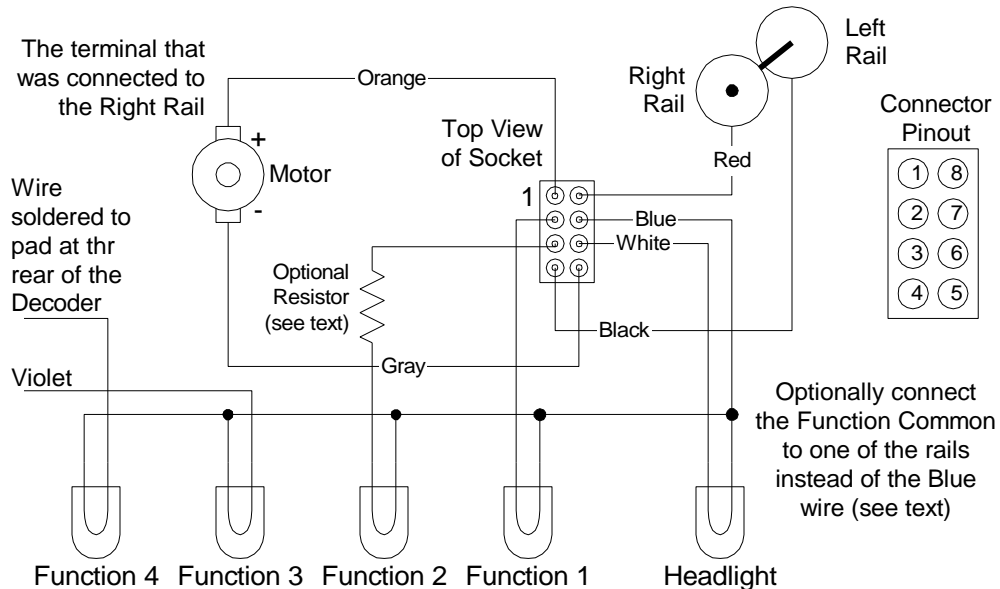 The terminal that
was connected to
the Right Rail
Orange
Left
Rail
Right
Rail
Connector
Pinout
Top View
of Socket
+
Motor
-
Red
1
1 8
2 7
3 6
4 5
Wire
soldered to
pad at thr
rear of the
Decoder
Blue
White
Optional
Resistor
(see text)
Black
Gray
Violet
Optionally connect
the Function Common
to one of the rails
instead of the Blue
wire (see text)
Function 4 Function 3 Function 2 Function 1 Headlight